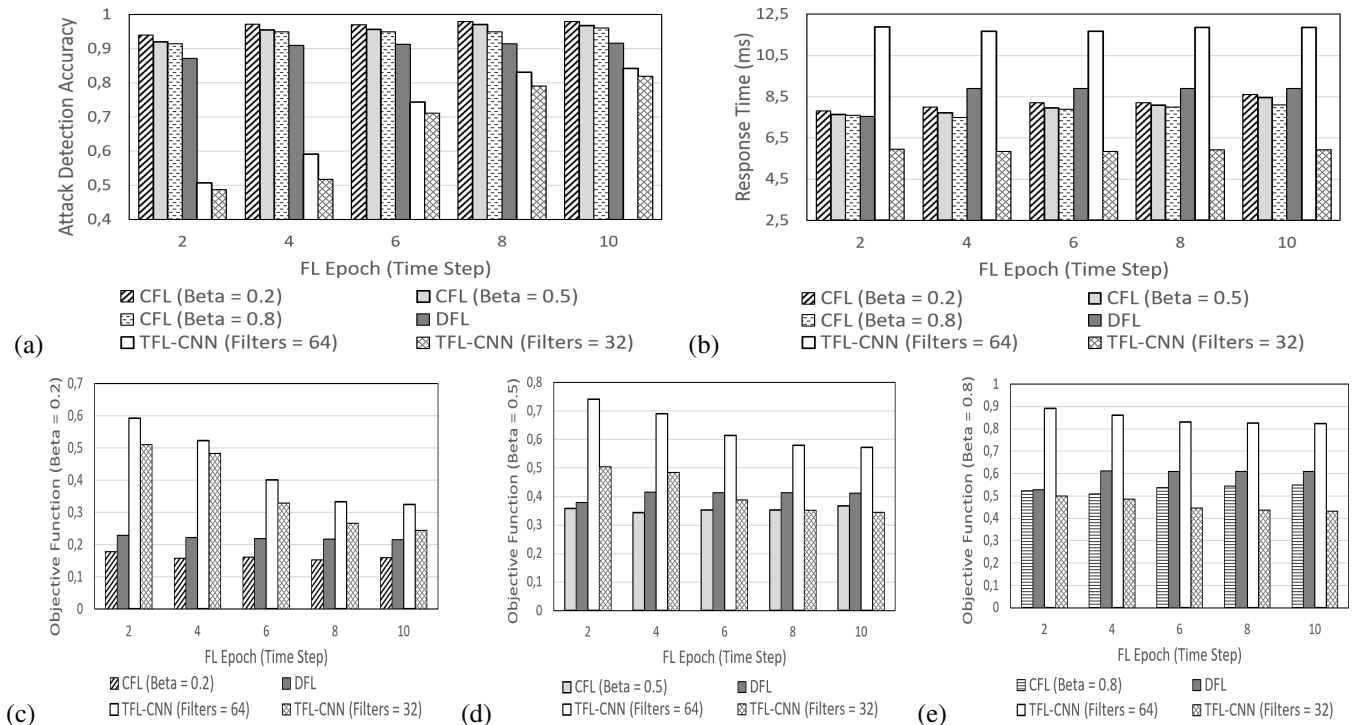 Attack Detection Accuracy
1
0,9
0,8
0,7
0,6
0,5
0,4
2 4 6 8 10
FL Epoch (Time Step)
CFL (Beta = 0.2) CFL (Beta = 0.5)
CFL (Beta = 0.8) DFL
TFL-CNN (Filters = 64) TFL-CNN (Filters = 32)
(a)
Response Time (ms)
12,5
10,5
8,5
6,5
4,5
2,5
2 4 6 8 10
FL Epoch (Time Step)
CFL (Beta = 0.2) CFL (Beta = 0.5)
CFL (Beta = 0.8) DFL
TFL-CNN (Filters = 64) TFL-CNN (Filters = 32)
(b)
Objective Function (Beta = 0.2)
0,7
0,6
0,5
0,4
0,3
0,2
0,1
0
2 4 6 8 10
FL Epoch (Time Step)
CFL (Beta = 0.2) DFL
TFL-CNN (Filters = 64) TFL-CNN (Filters = 32)
(c)
Objective Function (Beta = 0.5)
0,8
0,7
0,6
0,5
0,4
0,3
0,2
0,1
0
2 4 6 8 10
FL Epoch (Time Step)
CFL (Beta = 0.5) DFL
TFL-CNN (Filters = 64) TFL-CNN (Filters = 32)
(d)
Objective Function (Beta = 0.8)
1
0,9
0,8
0,7
0,6
0,5
0,4
0,3
0,2
0,1
0
2 4 6 8 10
FL Epoch (Time Step)
CFL (Beta = 0.8) DFL
TFL-CNN (Filters = 64) TFL-CNN (Filters = 32)
(e)